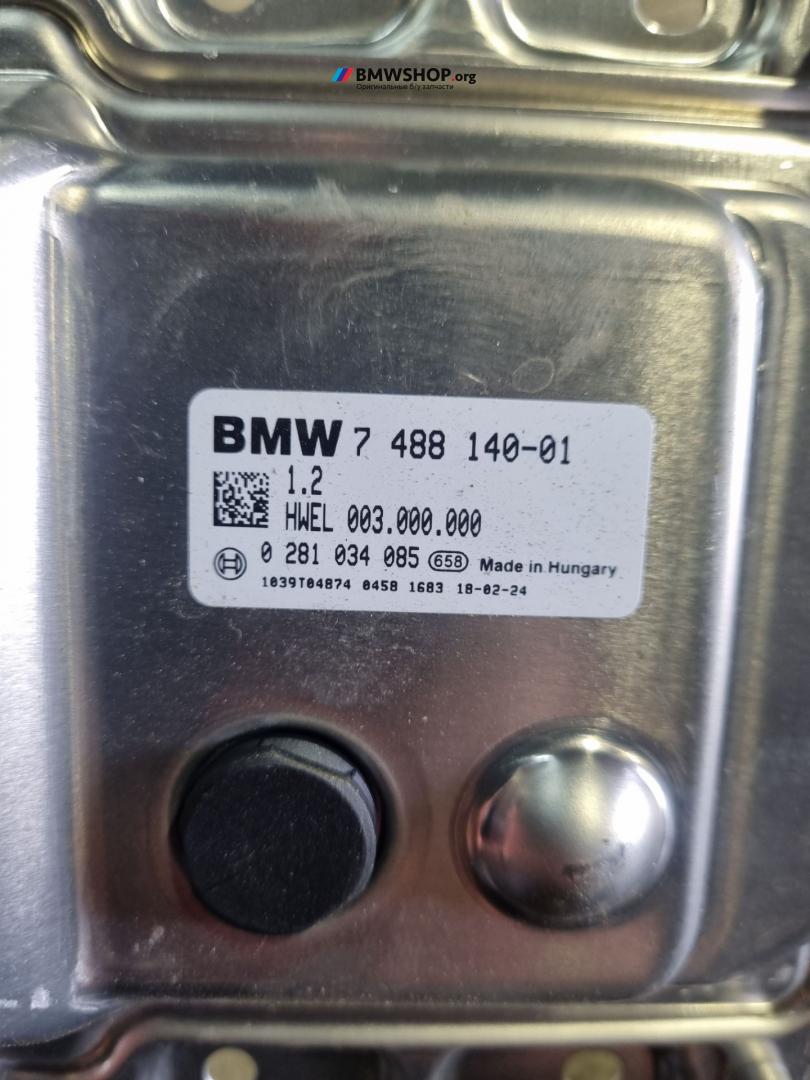 BMWSHOP.org
Оригинальные б/у запчасти
BMW 7 488 140-01
1.2
HWEL 003.000.000
0 281 034 085 658 Made in Hungary
1039T04874 0458 1683 18-02-24